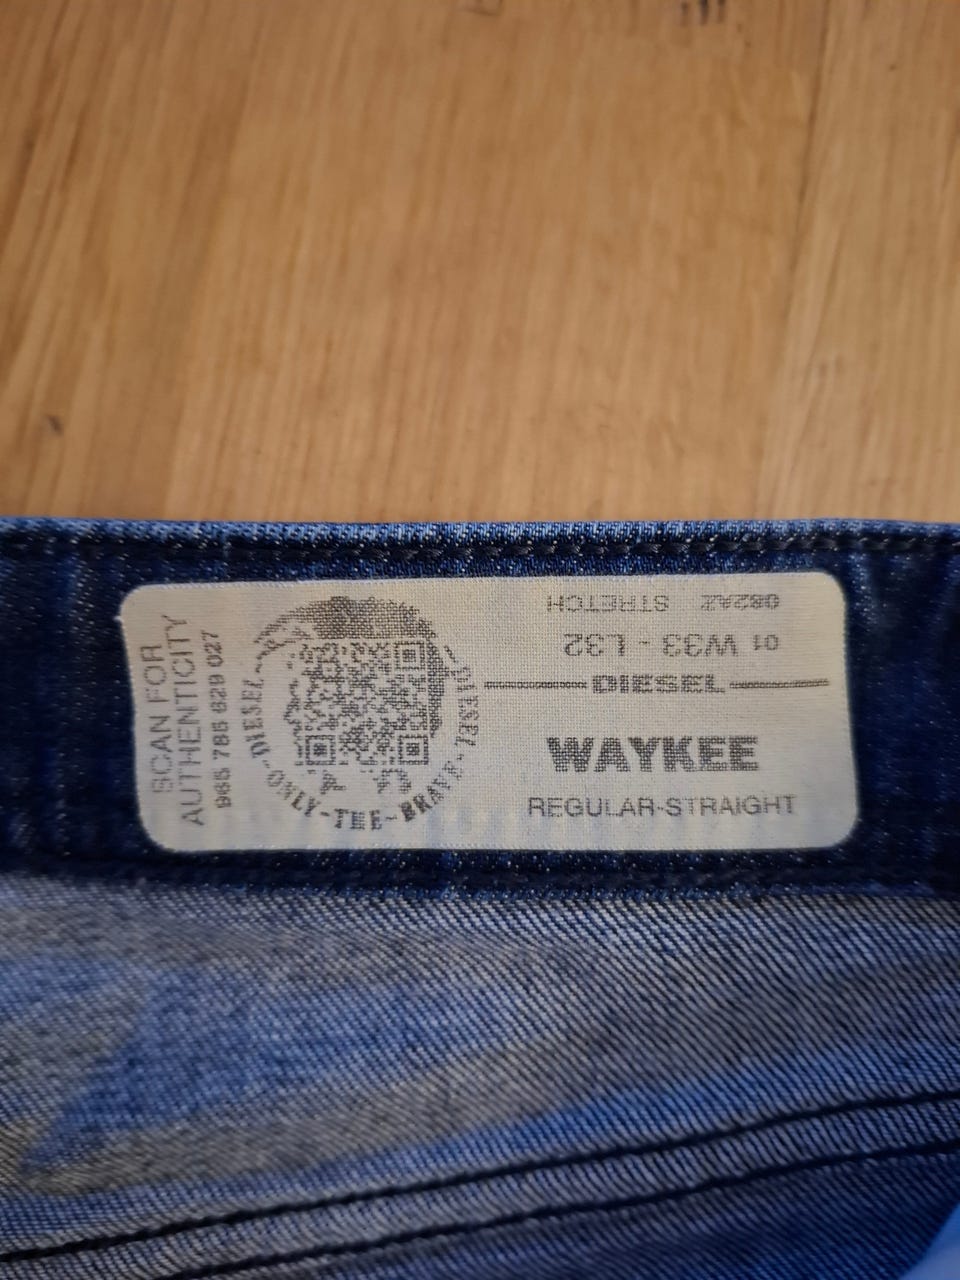 SCAN FOR
AUTHENTICITY
965 785 629 027
DIESEL-ONLY-THE-BRAVE-DIESEL
082AZ STRETCH
01 W33 - L32
DIESEL
WAYKEE
REGULAR-STRAIGHT